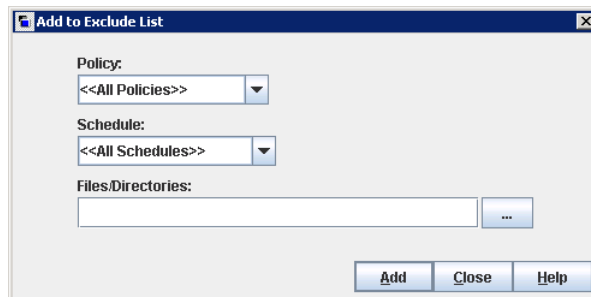 Add to Exclude List
Policy:
<<All Policies>>
Schedule:
<<All Schedules>>
Files/Directories:
...
Add Close Help